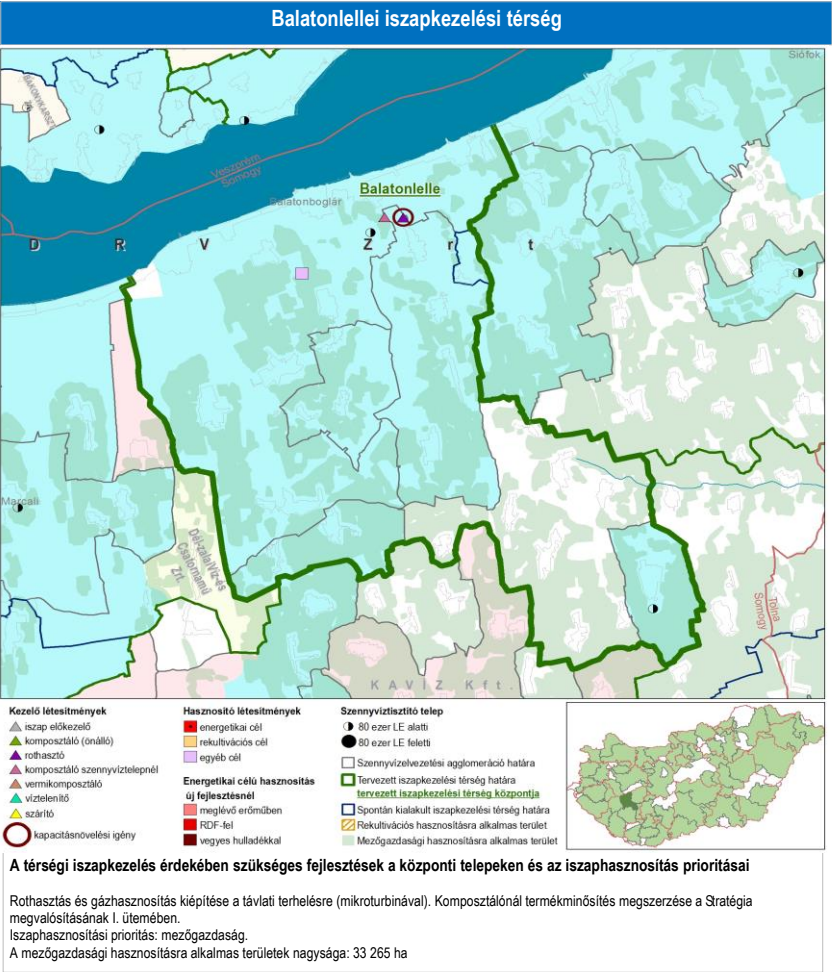 Balatonlellei iszapkezelési térség
Siófok
BAKONYKARSZT
Veszprém
Somogy
Balatonlelle
Balatonboglár
D R V Z r t .
Marcali
Dél-zalaiVíz-és
Csatornamű
Zrt.
Tolna
Somogy
K A V Í Z K f t .
Kezelő létesítmények
iszap előkezelő
komposztáló (önálló)
rothasztó
komposztáló szennyvíztelepnél
vermikomposztáló
víztelenítő
szárító
kapacitásnövelési igény
Hasznosító létesítmények
energetikai cél
rekultivációs cél
egyéb cél
Energetikai célú hasznosítás
új fejlesztésnél
meglévő erőműben
RDF-fel
vegyes hulladékkal
Szennyvíztisztító telep
80 ezer LE alatti
80 ezer LE feletti
Szennyvízelvezetési agglomeráció határa
Tervezett iszapkezelési térség határa
tervezett iszapkezelési térség központja
Spontán kialakult iszapkezelési térség határa
Rekultivációs hasznosításra alkalmas terület
Mezőgazdasági hasznosításra alkalmas terület
A térségi iszapkezelés érdekében szükséges fejlesztések a központi telepeken és az iszaphasznosítás prioritásai
Rothasztás és gázhasznosítás kiépítése a távlati terhelésre (mikroturbinával). Komposztálónál termékminősítés megszerzése a Stratégia
megvalósításának I. ütemében.
Iszaphasznosítási prioritás: mezőgazdaság.
A mezőgazdasági hasznosításra alkalmas területek nagysága: 33 265 ha